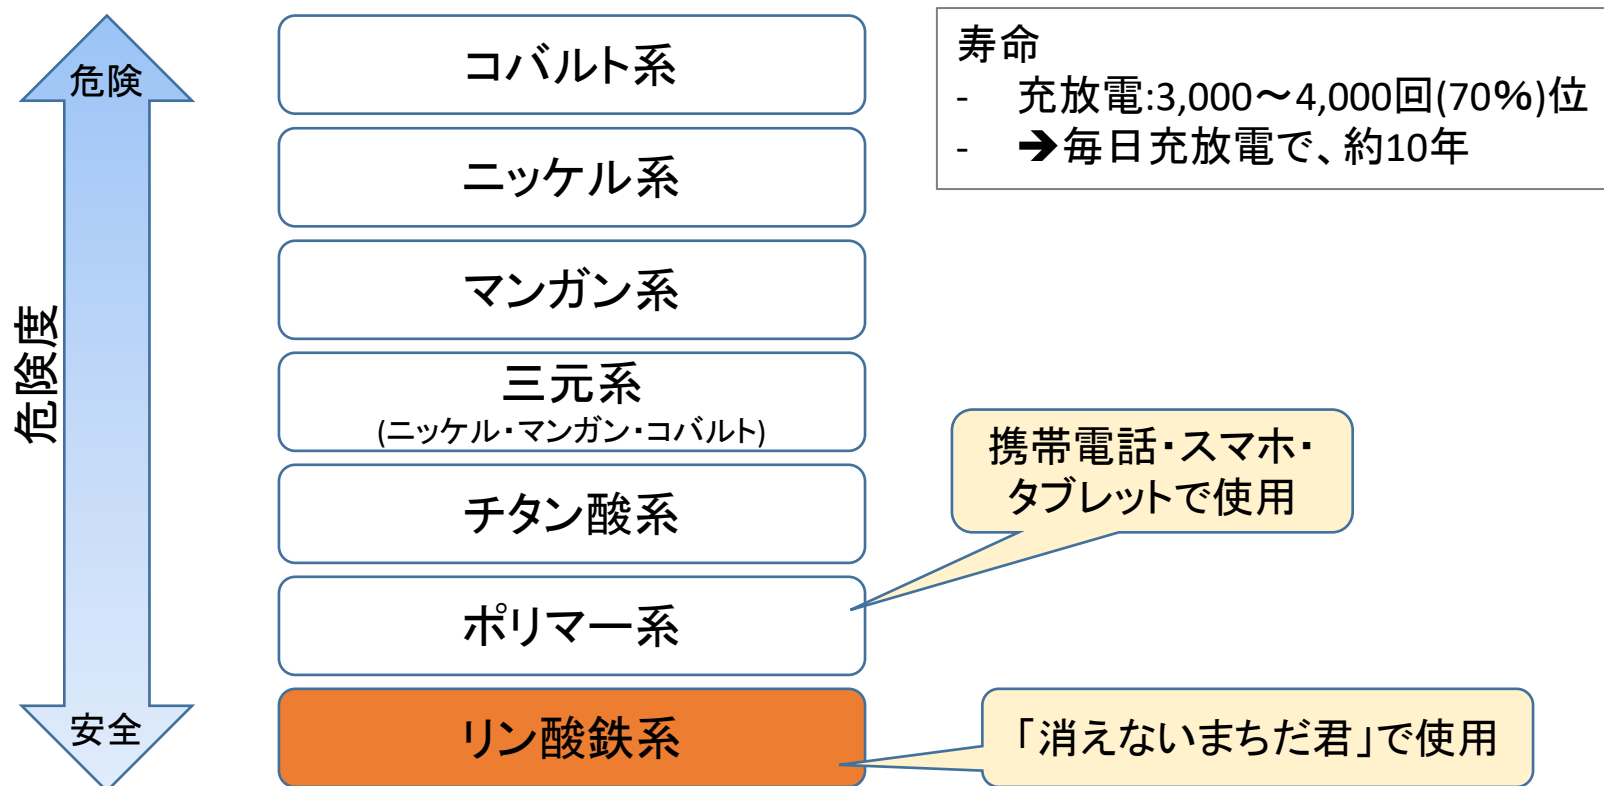 危険度
危険
安全
コバルト系
ニッケル系
マンガン系
三元系
(ニッケル・マンガン・コバルト)
チタン酸系
ポリマー系
リン酸鉄系
寿命
- 充放電:3,000～4,000回(70%)位
- ➔毎日充放電で、約10年
携帯電話・スマホ・
タブレットで使用
「消えないまちだ君」で使用